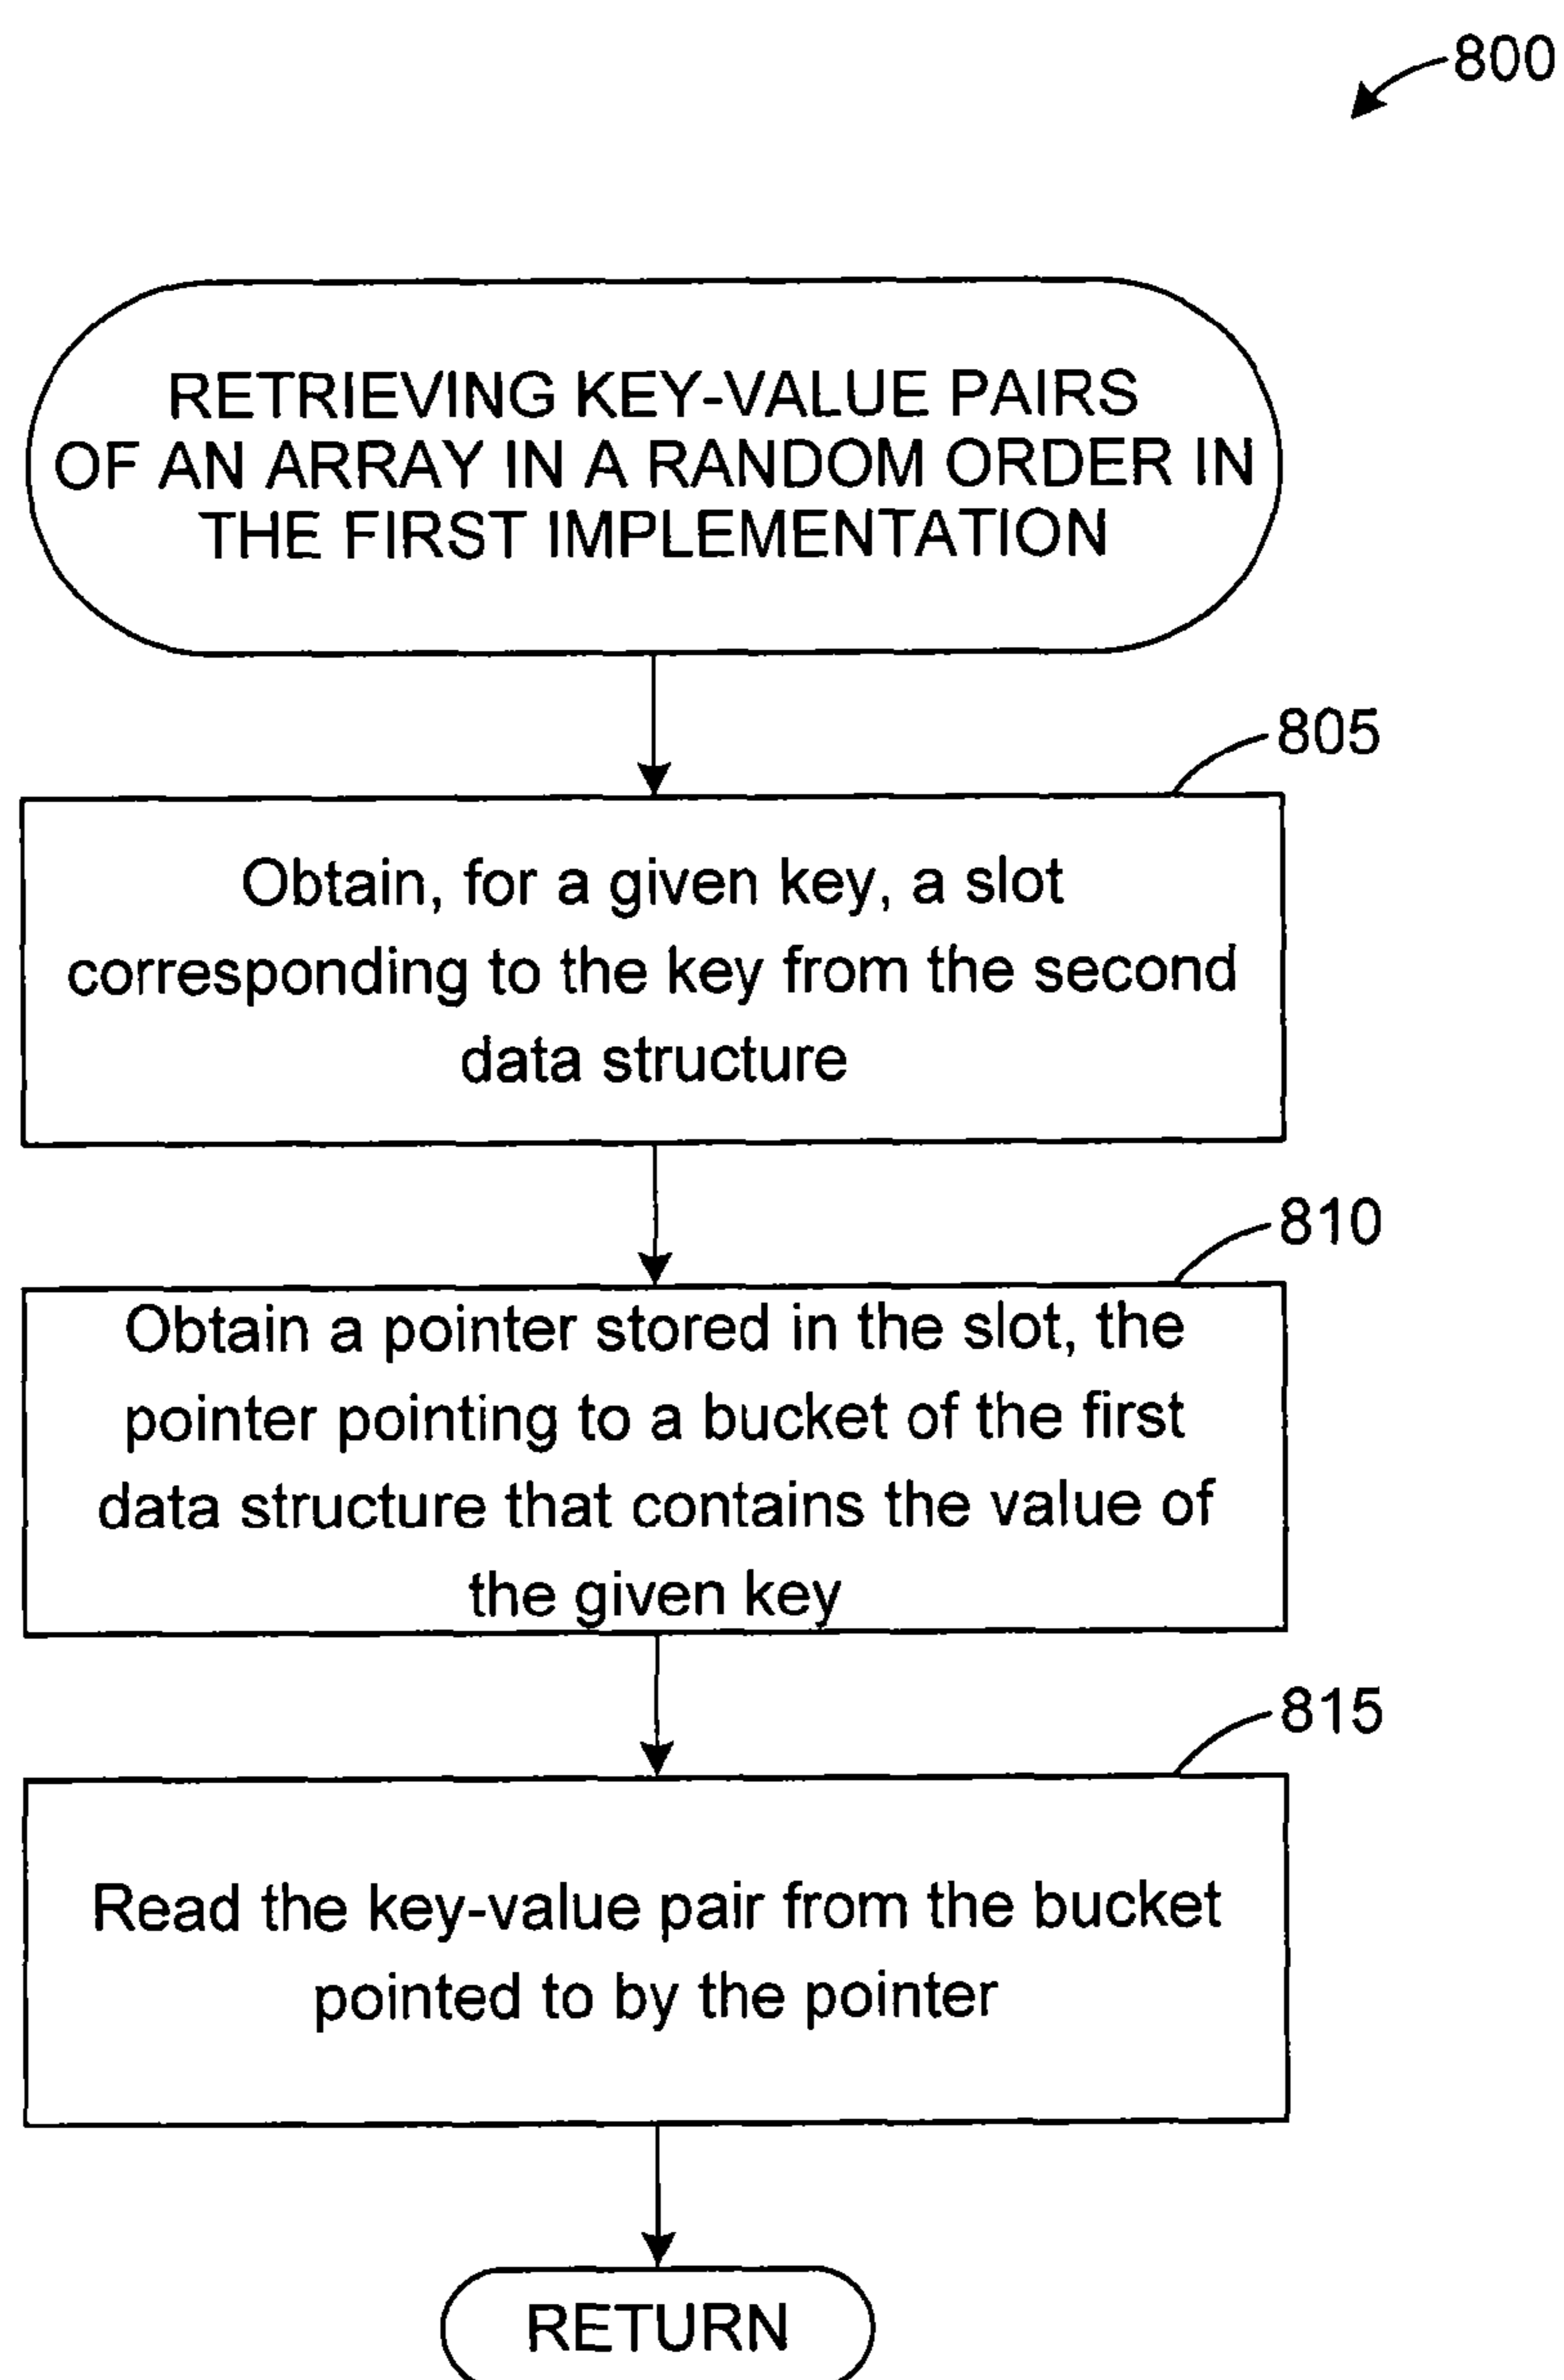 800
RETRIEVING KEY-VALUE PAIRS
OF AN ARRAY IN A RANDOM ORDER IN
THE FIRST IMPLEMENTATION
805
Obtain, for a given key, a slot
corresponding to the key from the second
data structure
810
Obtain a pointer stored in the slot, the
pointer pointing to a bucket of the first
data structure that contains the value of
the given key
815
Read the key-value pair from the bucket
pointed to by the pointer
RETURN